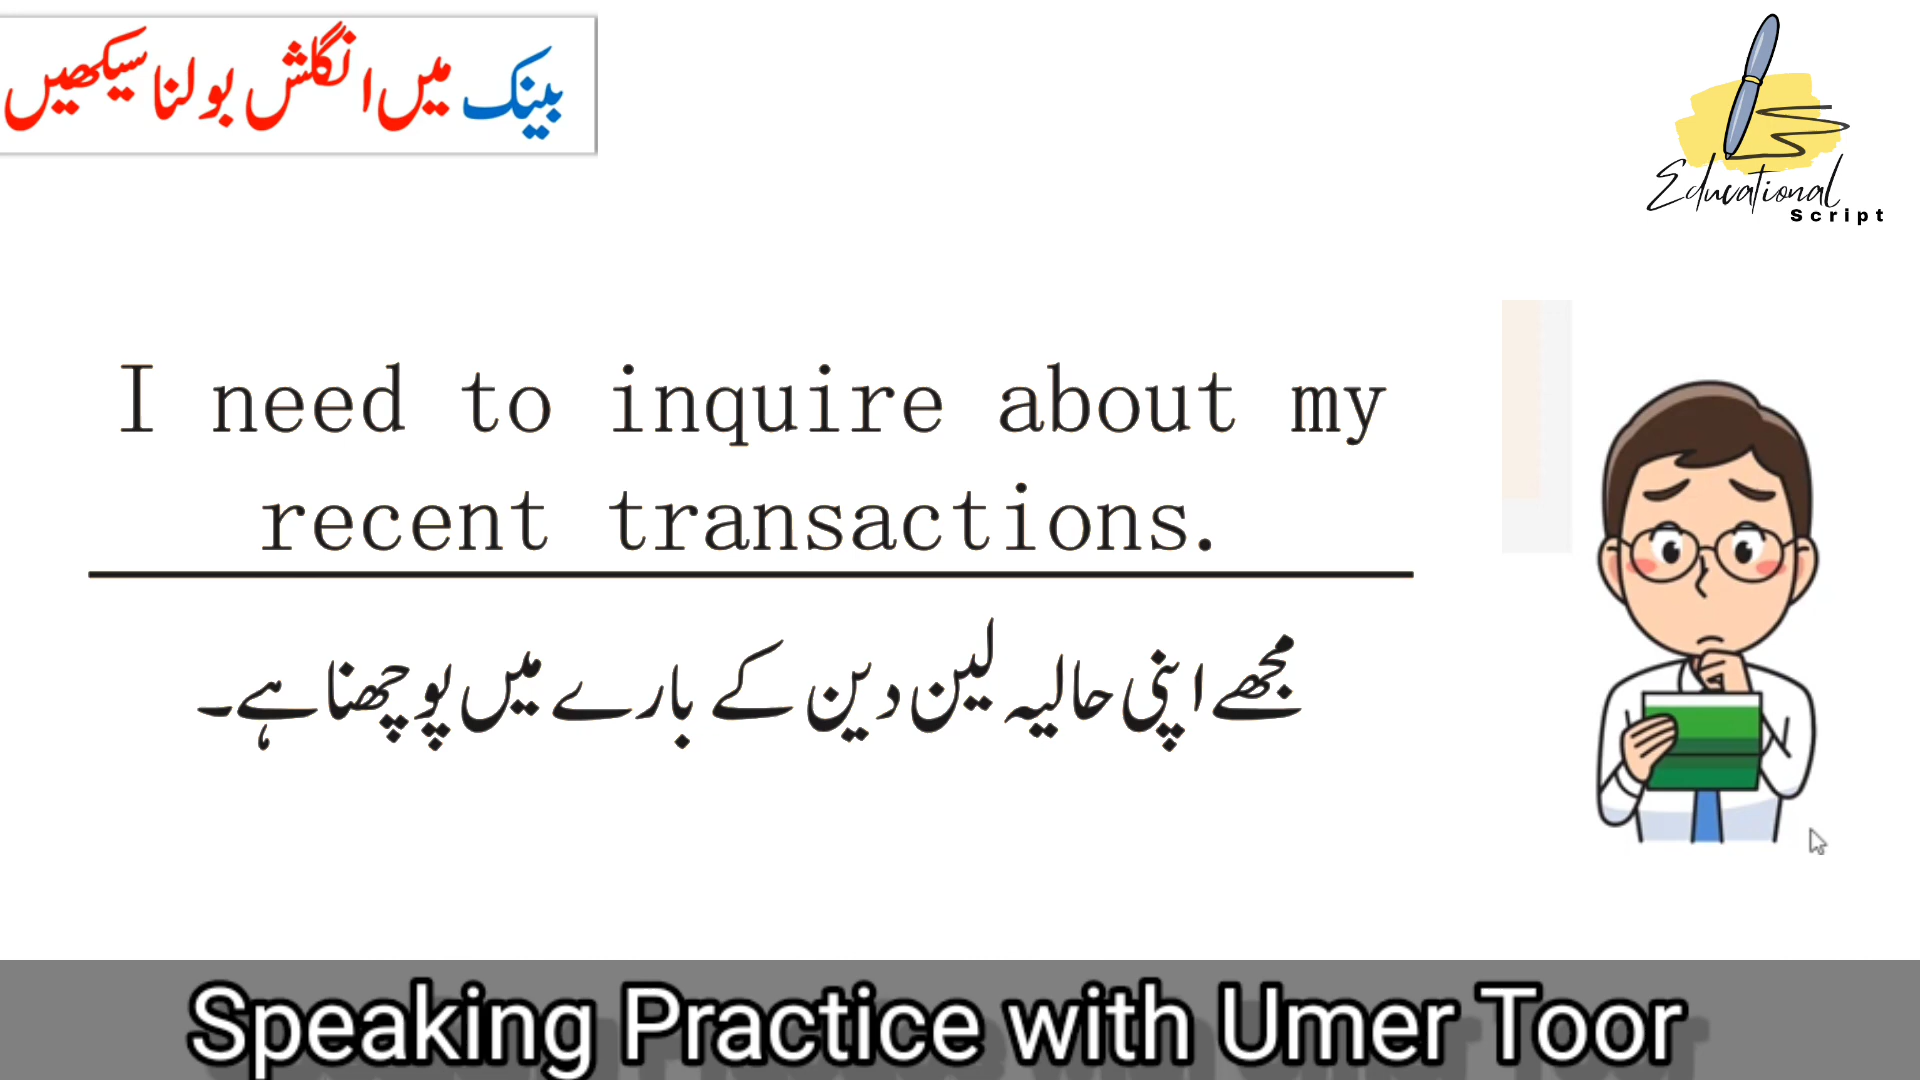 بینک میں انگلش بولنا سیکھیں
Educational
Script
I need to inquire about my
recent transactions.
مجھے اپنی حالیہ لین دین کے بارے میں پوچھنا ہے۔
Speaking Practice with Umer Toor